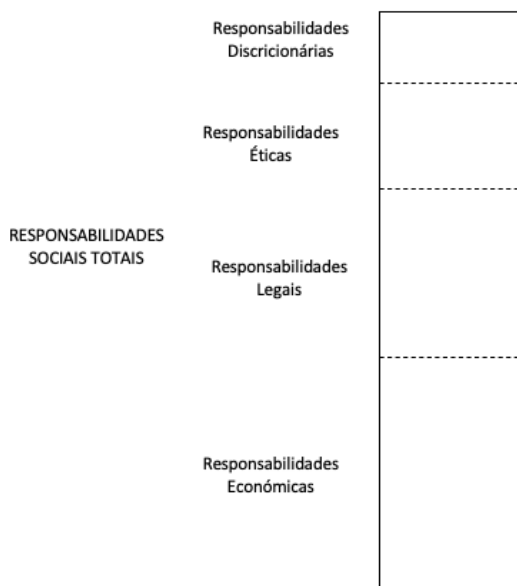 Responsabilidades
Discricionárias
Responsabilidades
Éticas
RESPONSABILIDADES
SOCIAIS TOTAIS
Responsabilidades
Legais
Responsabilidades
Económicas